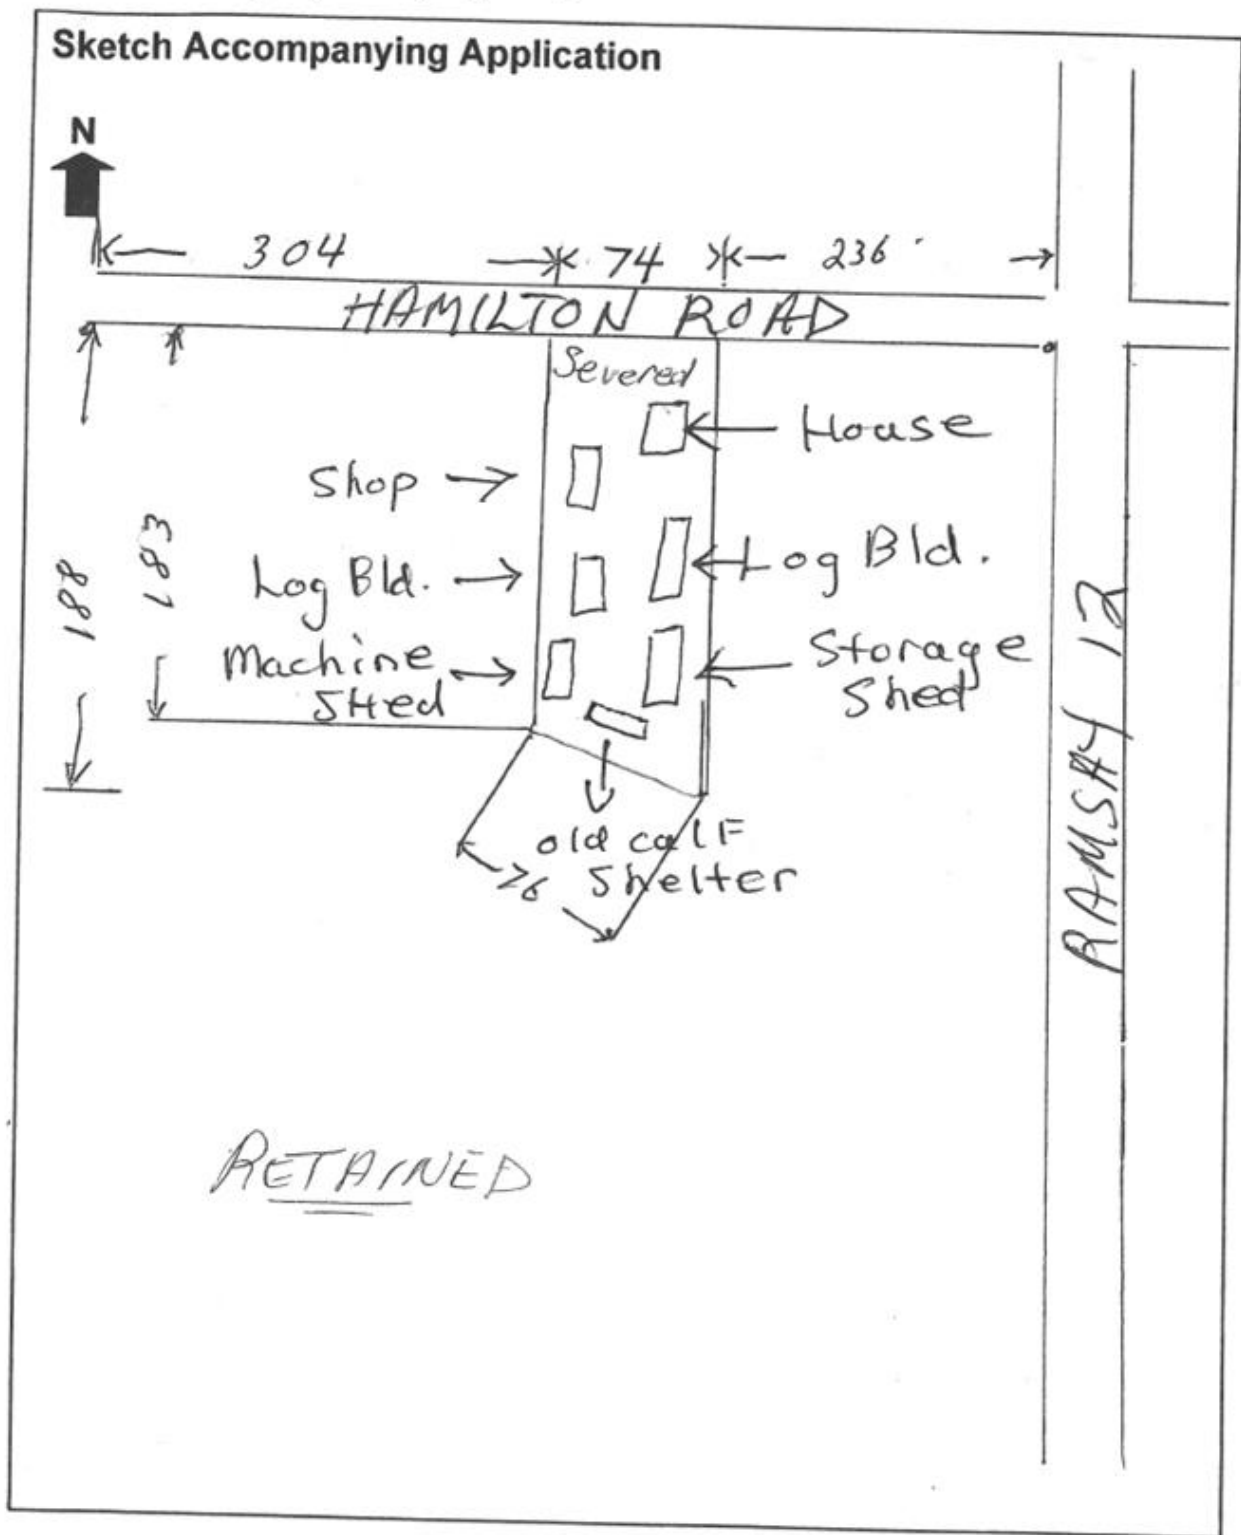 Sketch Accompanying Application
N
304 74 236
HAMILTON ROAD
Severed
House
Shop
Log Bld.
Log Bld.
183
188
Machine
SHed
Storage
Shed
RAMSAY 12
old calF
Shelter
76
RETAINED